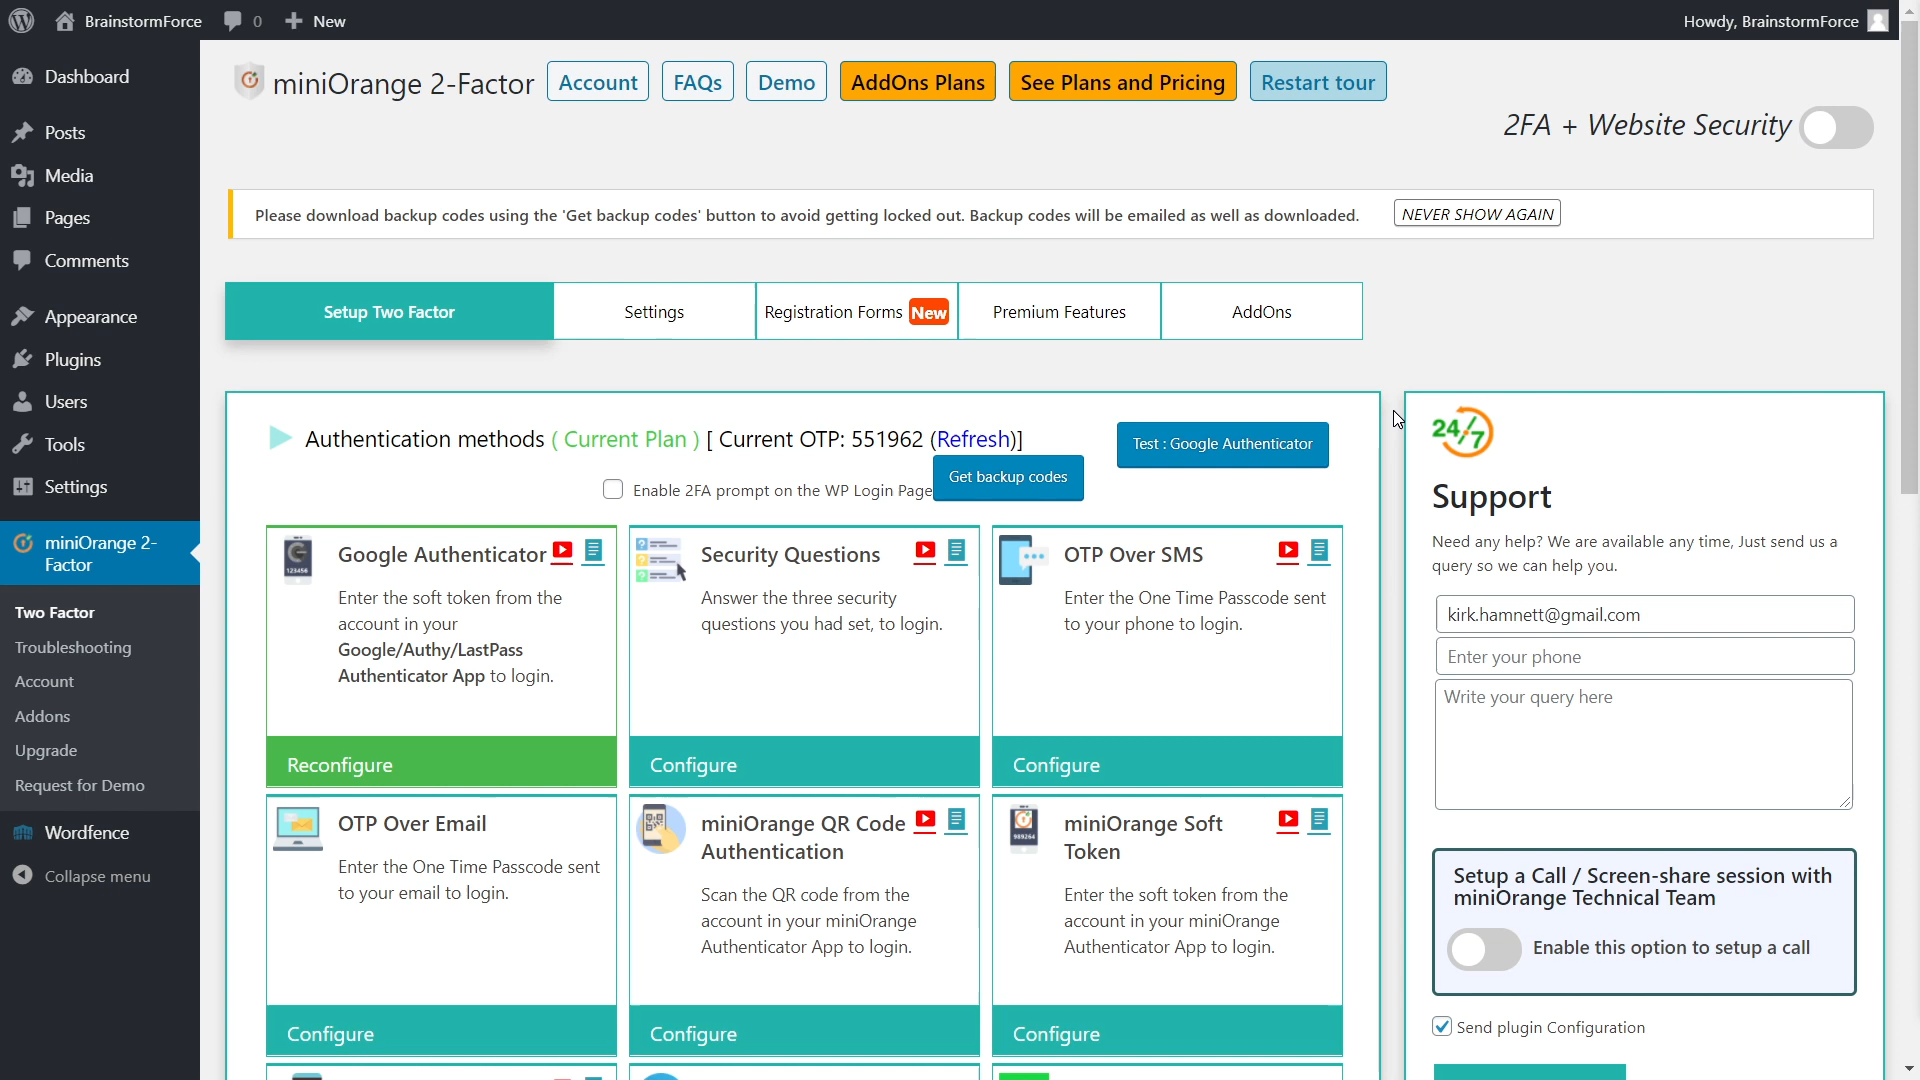 BrainstormForce 0 New Howdy, BrainstormForce
Dashboard
Posts
Media
Pages
Comments
Appearance
Plugins
Users
Tools
Settings
miniOrange 2-
Factor
Two Factor
Troubleshooting
Account
Addons
Upgrade
Request for Demo
Wordfence
Collapse menu
miniOrange 2-Factor Account FAQs Demo AddOns Plans See Plans and Pricing Restart tour
2FA + Website Security
Please download backup codes using the 'Get backup codes' button to avoid getting locked out. Backup codes will be emailed as well as downloaded. NEVER SHOW AGAIN
Setup Two Factor Settings Registration Forms New Premium Features AddOns
Authentication methods ( Current Plan ) [ Current OTP: 551962 (Refresh)] Test : Google Authenticator
Enable 2FA prompt on the WP Login Page Get backup codes
Google Authenticator
123456
Enter the soft token from the
account in your
Google/Authy/LastPass
Authenticator App to login.
Reconfigure
Security Questions
Answer the three security
questions you had set, to login.
Configure
OTP Over SMS
Enter the One Time Passcode sent
to your phone to login.
Configure
OTP Over Email
Enter the One Time Passcode sent
to your email to login.
Configure
miniOrange QR Code
Authentication
Scan the QR code from the
account in your miniOrange
Authenticator App to login.
Configure
miniOrange Soft
Token
989264
Enter the soft token from the
account in your miniOrange
Authenticator App to login.
Configure
24/7
Support
Need any help? We are available any time, Just send us a
query so we can help you.
kirk.hamnett@gmail.com
Enter your phone
Write your query here
Setup a Call / Screen-share session with
miniOrange Technical Team
Enable this option to setup a call
Send plugin Configuration